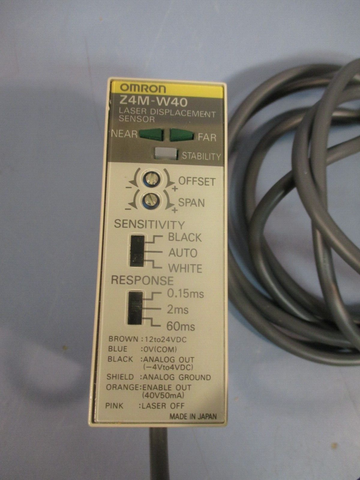 OMRON
Z4M-W40
LASER DISPLACEMENT
SENSOR
NEAR FAR
STABILITY
- + OFFSET
- + SPAN
SENSITIVITY
BLACK
AUTO
WHITE
RESPONSE
0.15ms
2ms
60ms
BROWN :12to24VDC
BLUE :0V(COM)
BLACK :ANALOG OUT
(-4Vto4VDC)
SHIELD :ANALOG GROUND
ORANGE:ENABLE OUT
(40V50mA)
PINK :LASER OFF
MADE IN JAPAN